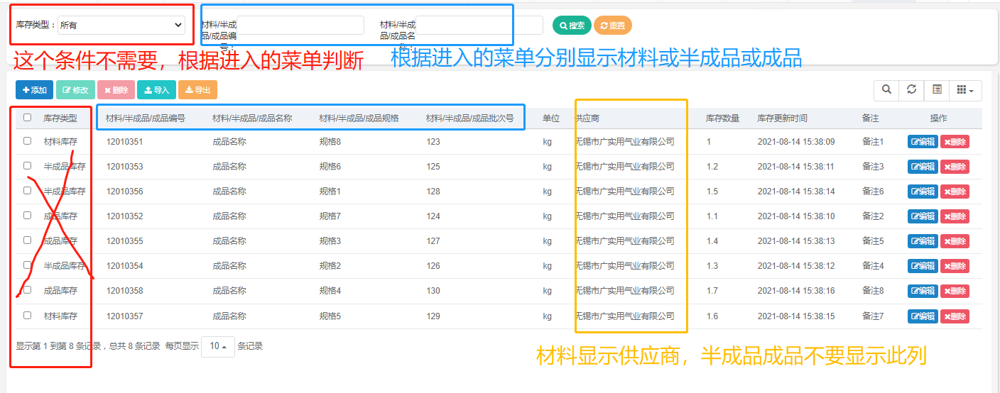 库存类型：所有 材料/半成品/成品编号： 材料/半成品/成品名称： 搜索 重置
这个条件不需要，根据进入的菜单判断 根据进入的菜单分别显示材料或半成品或成品
添加 修改 删除 导入 导出
库存类型 材料/半成品/成品编号 材料/半成品/成品名称 材料/半成品/成品规格 材料/半成品/成品批次号 单位 供应商 库存数量 库存更新时间 备注 操作
材料库存 12010351 成品名称 规格8 123 kg 无锡市广实用气业有限公司 1 2021-08-14 15:38:09 备注1 编辑 删除
半成品库存 12010353 成品名称 规格6 125 kg 无锡市广实用气业有限公司 1.2 2021-08-14 15:38:11 备注3 编辑 删除
半成品库存 12010356 成品名称 规格1 128 kg 无锡市广实用气业有限公司 1.5 2021-08-14 15:38:14 备注6 编辑 删除
成品库存 12010352 成品名称 规格7 124 kg 无锡市广实用气业有限公司 1.1 2021-08-14 15:38:10 备注2 编辑 删除
成品库存 12010355 成品名称 规格3 127 kg 无锡市广实用气业有限公司 1.4 2021-08-14 15:38:13 备注5 编辑 删除
半成品库存 12010354 成品名称 规格2 126 kg 无锡市广实用气业有限公司 1.3 2021-08-14 15:38:12 备注4 编辑 删除
成品库存 12010358 成品名称 规格4 130 kg 无锡市广实用气业有限公司 1.7 2021-08-14 15:38:16 备注8 编辑 删除
材料库存 12010357 成品名称 规格5 129 kg 无锡市广实用气业有限公司 1.6 2021-08-14 15:38:15 备注7 编辑 删除
显示第 1 到第 8 条记录，总共 8 条记录 每页显示 10 条记录
材料显示供应商，半成品成品不要显示此列